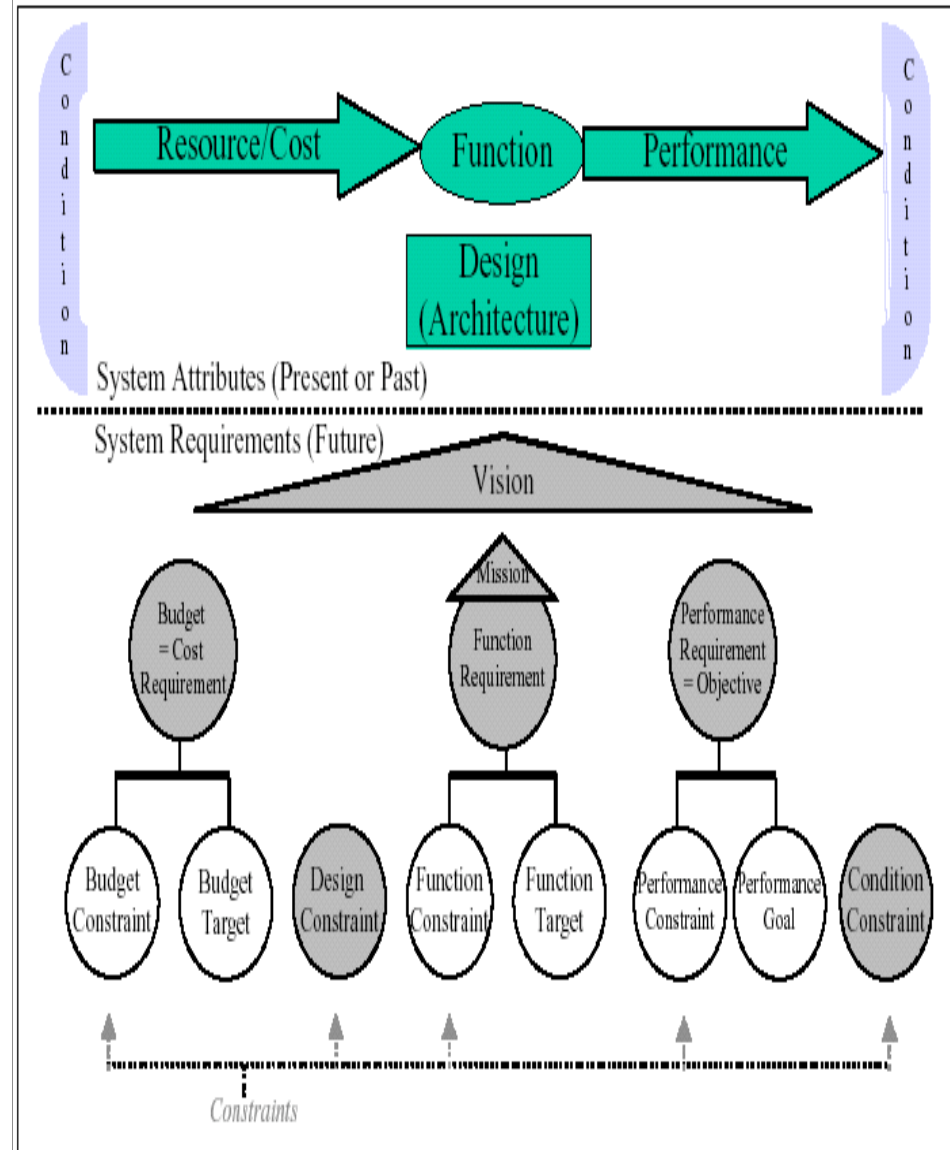 Condition
Resource/Cost
Function
Performance
Condition
Design
(Architecture)
System Attributes (Present or Past)
System Requirements (Future)
Vision
Mission
Budget
= Cost
Requirement
Function
Requirement
Performance
Requirement
= Objective
Budget
Constraint
Budget
Target
Design
Constraint
Function
Constraint
Function
Target
Performance
Constraint
Performance
Goal
Condition
Constraint
Constraints